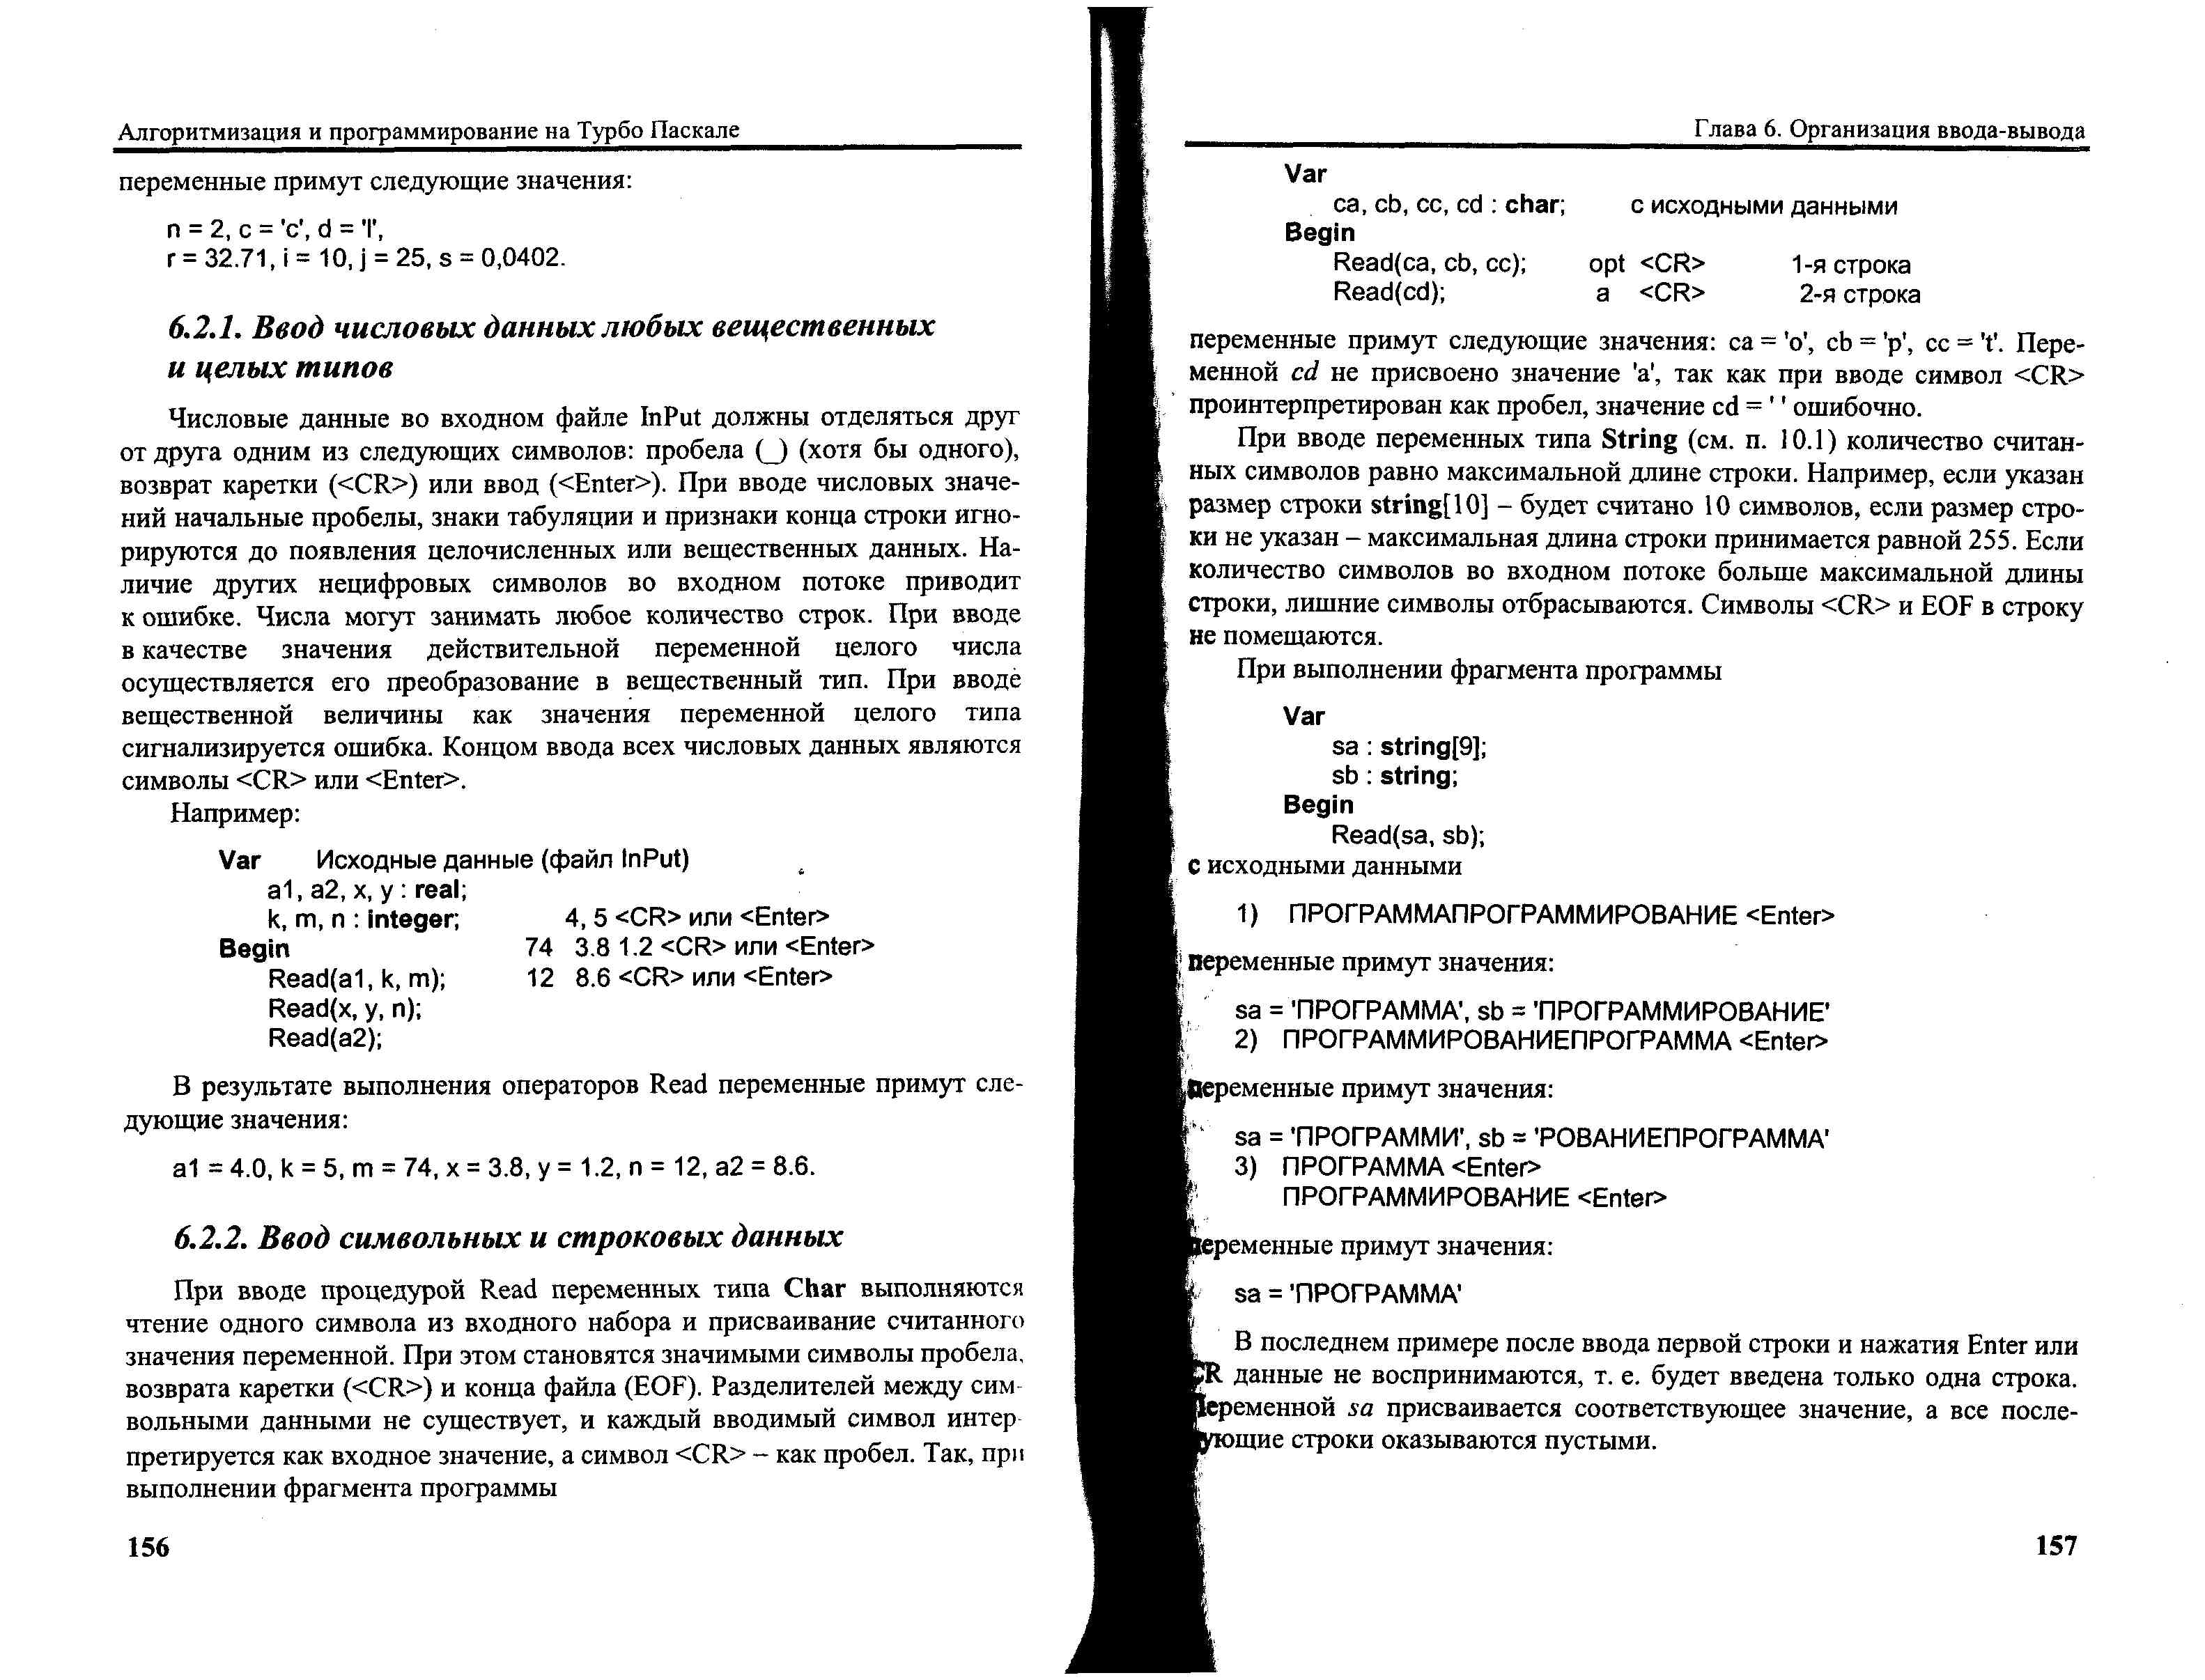 Алгоритмизация и программирование на Турбо Паскале
переменные примут следующие значения:
n = 2, c = 'c', d = 'l',
r = 32.71, i = 10, j = 25, s = 0,0402.
6.2.1. Ввод числовых данных любых вещественных
и целых типов
Числовые данные во входном файле InPut должны отделяться друг
от друга одним из следующих символов: пробела (_) (хотя бы одного),
возврат каретки (<CR>) или ввод (<Enter>). При вводе числовых значе-
ний начальные пробелы, знаки табуляции и признаки конца строки игно-
рируются до появления целочисленных или вещественных данных. На-
личие других нецифровых символов во входном потоке приводит
к ошибке. Числа могут занимать любое количество строк. При вводе
в качестве значения действительной переменной целого числа
осуществляется его преобразование в вещественный тип. При вводе
вещественной величины как значения переменной целого типа
сигнализируется ошибка. Концом ввода всех числовых данных являются
символы <CR> или <Enter>.
Например:
Var Исходные данные (файл InPut)
a1, a2, x, y : real;
k, m, n : integer; 4, 5 <CR> или <Enter>
Begin 74 3.8 1.2 <CR> или <Enter>
Read(a1, k, m); 12 8.6 <CR> или <Enter>
Read(x, y, n);
Read(a2);
В результате выполнения операторов Read переменные примут сле-
дующие значения:
a1 = 4.0, k = 5, m = 74, x = 3.8, y = 1.2, n = 12, a2 = 8.6.
6.2.2. Ввод символьных и строковых данных
При вводе процедурой Read переменных типа Char выполняются
чтение одного символа из входного набора и присваивание считанного
значения переменной. При этом становятся значимыми символы пробела,
возврата каретки (<CR>) и конца файла (EOF). Разделителей между сим-
вольными данными не существует, и каждый вводимый символ интер-
претируется как входное значение, а символ <CR> – как пробел. Так, при
выполнении фрагмента программы
156
Глава 6. Организация ввода-вывода
Var
ca, cb, cc, cd : char; с исходными данными
Begin
Read(ca, cb, cc); opt <CR> 1-я строка
Read(cd); a <CR> 2-я строка
переменные примут следующие значения: ca = 'o', cb = 'p', cc = 't'. Пере-
менной cd не присвоено значение 'a', так как при вводе символ <CR>
проинтерпретирован как пробел, значение cd = ' ' ошибочно.
При вводе переменных типа String (см. п. 10.1) количество считан-
ных символов равно максимальной длине строки. Например, если указан
размер строки string[10] – будет считано 10 символов, если размер стро-
ки не указан – максимальная длина строки принимается равной 255. Если
количество символов во входном потоке больше максимальной длины
строки, лишние символы отбрасываются. Символы <CR> и EOF в строку
не помещаются.
При выполнении фрагмента программы
Var
sa : string[9];
sb : string;
Begin
Read(sa, sb);
с исходными данными
1) ПРОГРАММАПРОГРАММИРОВАНИЕ <Enter>
переменные примут значения:
sa = 'ПРОГРАММА', sb = 'ПРОГРАММИРОВАНИЕ'
2) ПРОГРАММИРОВАНИЕПРОГРАММА <Enter>
переменные примут значения:
sa = 'ПРОГРАММИ', sb = 'РОВАНИЕПРОГРАММА'
3) ПРОГРАММА <Enter>
ПРОГРАММИРОВАНИЕ <Enter>
переменные примут значения:
sa = 'ПРОГРАММА'
В последнем примере после ввода первой строки и нажатия Enter или
CR данные не воспринимаются, т. е. будет введена только одна строка.
Переменной sa присваивается соответствующее значение, а все после-
дующие строки оказываются пустыми.
157